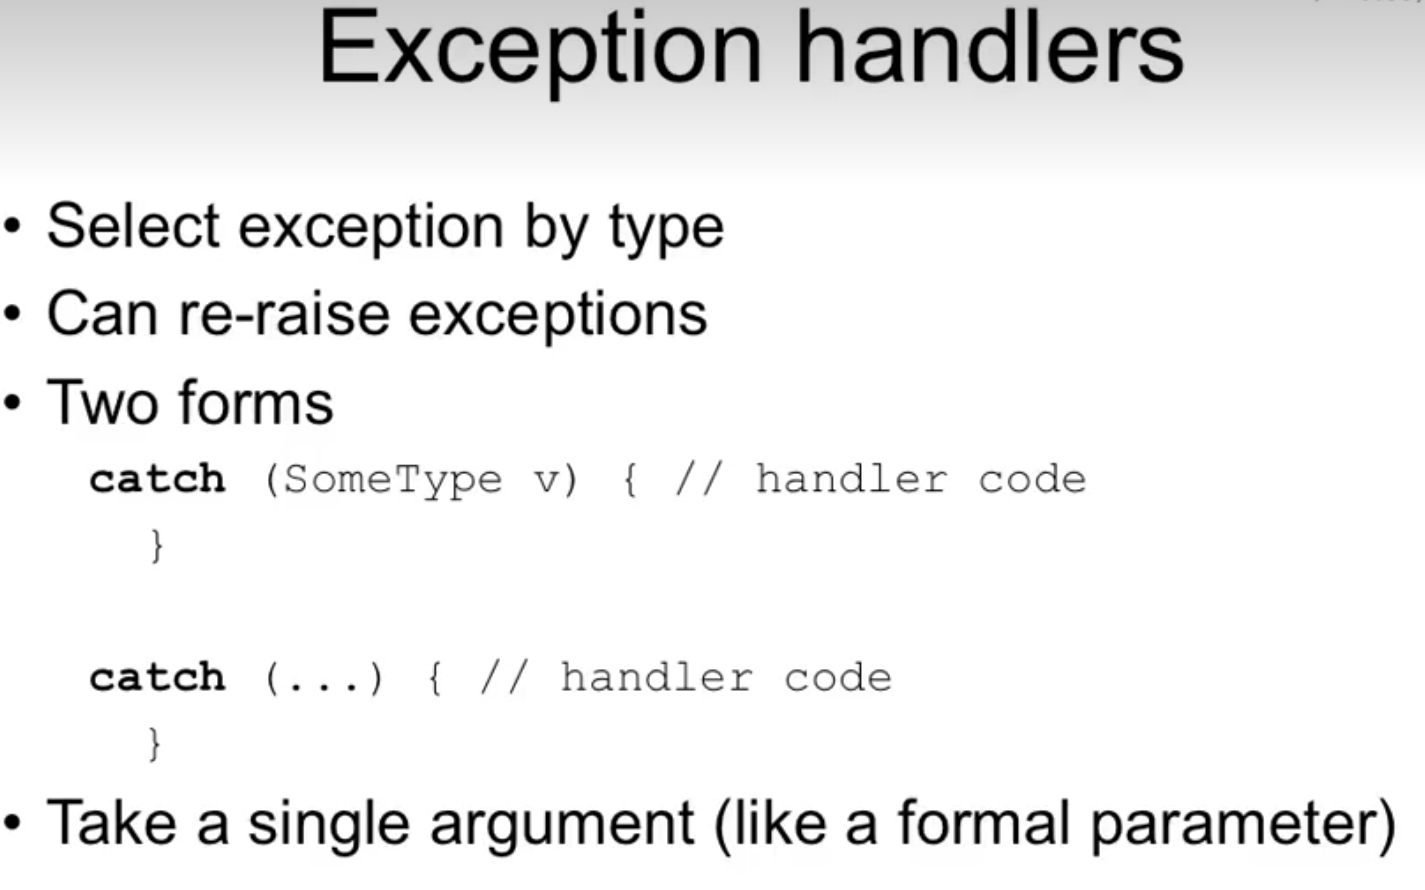 Exception handlers
• Select exception by type
• Can re-raise exceptions
• Two forms
catch (SomeType v) { // handler code
}
catch (...) { // handler code
}
• Take a single argument (like a formal parameter)